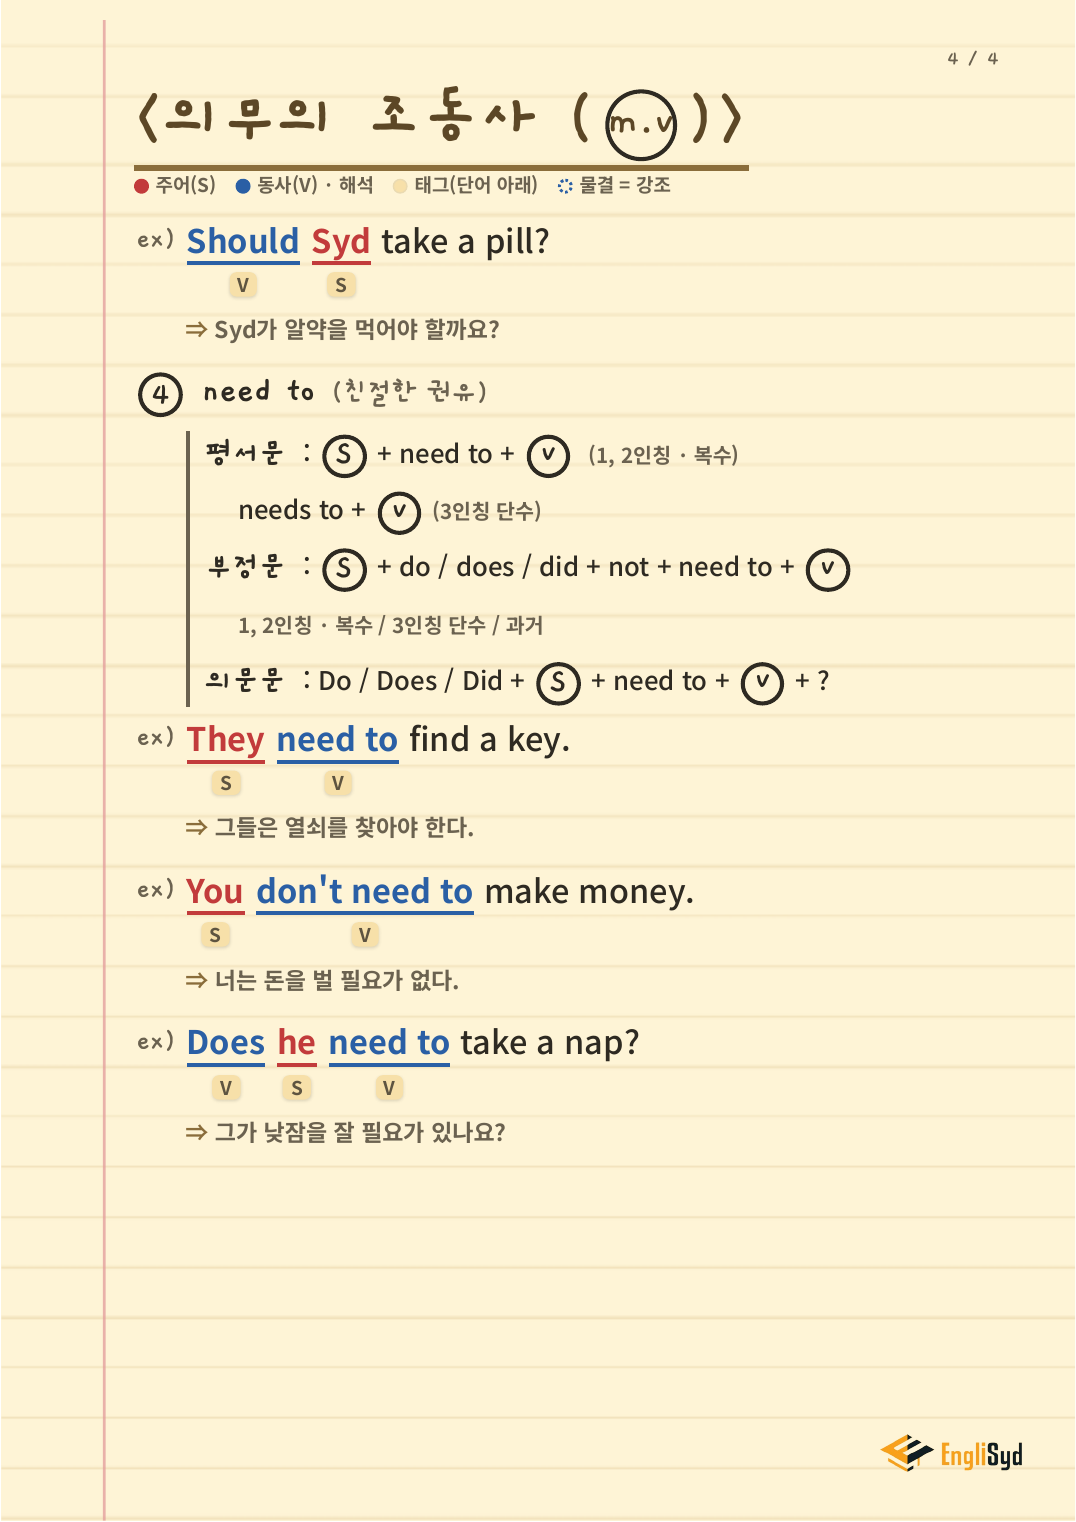 4 / 4
<의무의 조동사 (m.v)>
주어(S) 동사(V) · 해석 태그(단어 아래) 물결 = 강조
ex) Should Syd take a pill?
V S
⇒ Syd가 알약을 먹어야 할까요?
4 need to (친절한 권유)
평서문 : S + need to + v (1, 2인칭 · 복수)
needs to + v (3인칭 단수)
부정문 : S + do / does / did + not + need to + v
1, 2인칭 · 복수 / 3인칭 단수 / 과거
의문문 : Do / Does / Did + S + need to + v + ?
ex) They need to find a key.
S V
⇒ 그들은 열쇠를 찾아야 한다.
ex) You don't need to make money.
S V
⇒ 너는 돈을 벌 필요가 없다.
ex) Does he need to take a nap?
V S V
⇒ 그가 낮잠을 잘 필요가 있나요?
EngliSyd